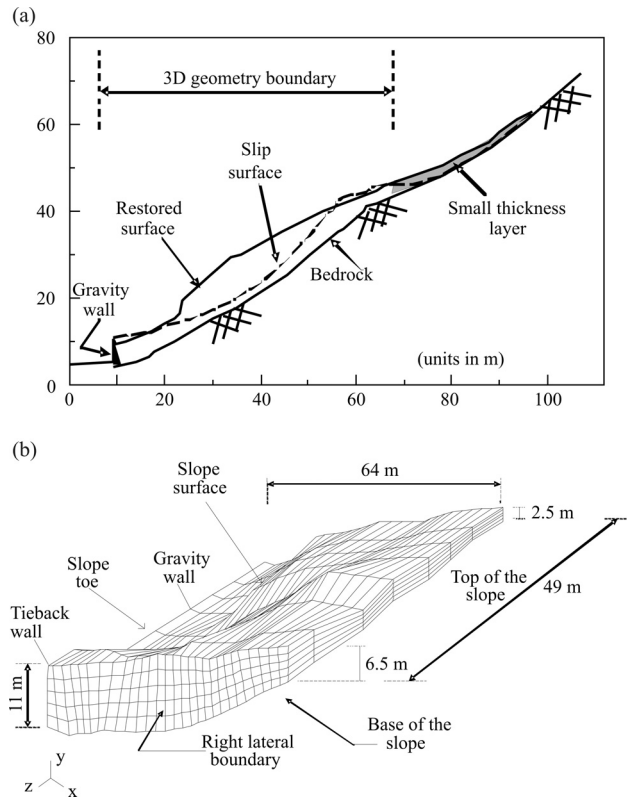 (a)
80
3D geometry boundary
60
Slip
surface
Restored
surface
Small thickness
layer
40
Bedrock
Gravity
wall
20
(units in m)
0
0 20 40 60 80 100
(b)
64 m
Slope
surface
2.5 m
Gravity
wall
Slope
toe
Top of the
slope
49 m
Tieback
wall
6.5 m
11 m
Base of the
slope
Right lateral
boundary
y
z
x